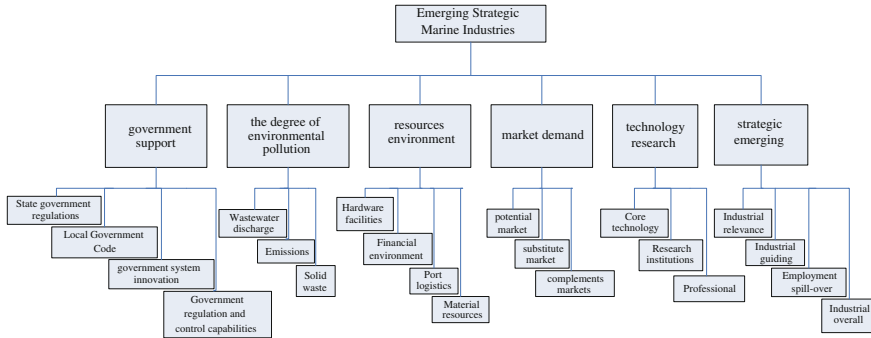 Emerging Strategic
Marine Industries
government
support
the degree of
environmental
pollution
resources
environment
market demand
technology
research
strategic
emerging
State government
regulations
Local Government
Code
government system
innovation
Government
regulation and
control capabilities
Wastewater
discharge
Emissions
Solid
waste
Hardware
facilities
Financial
environment
Port
logistics
Material
resources
potential
market
substitute
market
complements
markets
Core
technology
Research
institutions
Professional
Industrial
relevance
Industrial
guiding
Employment
spill-over
Industrial
overall